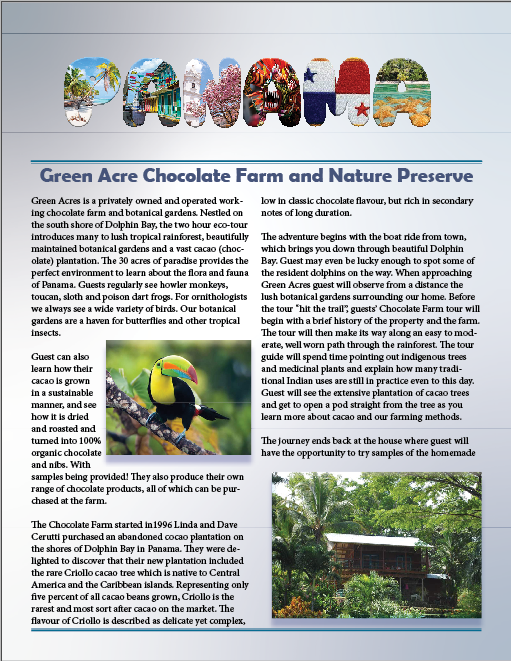 PANAMA
Green Acre Chocolate Farm and Nature Preserve
Green Acres is a privately owned and operated work-
ing chocolate farm and botanical gardens. Nestled on
the south shore of Dolphin Bay, the two hour eco-tour
introduces many to lush tropical rainforest, beautifully
maintained botanical gardens and a vast cacao (choc-
olate) plantation. The 30 acres of paradise provides the
perfect environment to learn about the flora and fauna
of Panama. Guests regularly see howler monkeys,
toucan, sloth and poison dart frogs. For ornithologists
we always see a wide variety of birds. Our botanical
gardens are a haven for butterflies and other tropical
insects.
Guest can also
learn how their
cacao is grown
in a sustainable
manner, and see
how it is dried
and roasted and
turned into 100%
organic chocolate
and nibs. With
samples being provided! They also produce their own
range of chocolate products, all of which can be pur-
chased at the farm.
The Chocolate Farm started in1996 Linda and Dave
Cerutti purchased an abandoned cocoa plantation on
the shores of Dolphin Bay in Panama. They were de-
lighted to discover that their new plantation included
the rare Criollo cacao tree which is native to Central
America and the Caribbean islands. Representing only
five percent of all cacao beans grown, Criollo is the
rarest and most sort after cacao on the market. The
flavour of Criollo is described as delicate yet complex,
low in classic chocolate flavour, but rich in secondary
notes of long duration.
The adventure begins with the boat ride from town,
which brings you down through beautiful Dolphin
Bay. Guest may even be lucky enough to spot some of
the resident dolphins on the way. When approaching
Green Acres guest will observe from a distance the
lush botanical gardens surrounding our home. Before
the tour "hit the trail", guests' Chocolate Farm tour will
begin with a brief history of the property and the farm.
The tour will then make its way along an easy to mod-
erate, well worn path through the rainforest. The tour
guide will spend time pointing out indigenous trees
and medicinal plants and explain how many tradi-
tional Indian uses are still in practice even to this day.
Guest will see the extensive plantation of cacao trees
and get to open a pod straight from the tree as you
learn more about cacao and our farming methods.
The journey ends back at the house where guest will
have the opportunity to try samples of the homemade